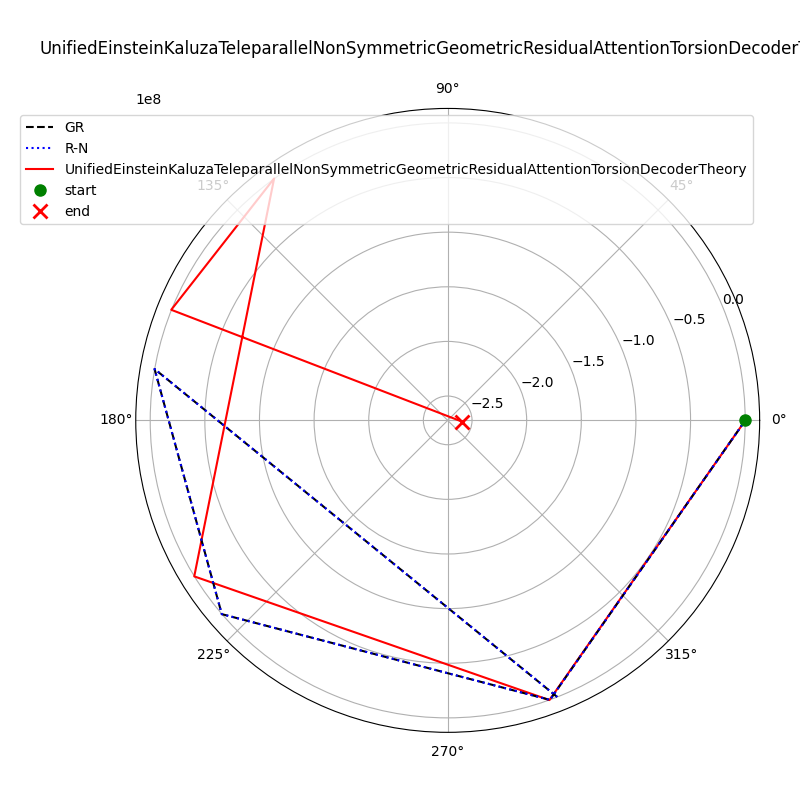 UnifiedEinsteinKaluzaTeleparallelNonSymmetricGeometricResidualAttentionTorsionDecoderT
90°
1e8
GR
R-N
UnifiedEinsteinKaluzaTeleparallelNonSymmetricGeometricResidualAttentionTorsionDecoderTheory
135°
45°
start
end
0.0
−0.5
−1.0
−1.5
−2.0
−2.5
180°
0°
225°
315°
270°